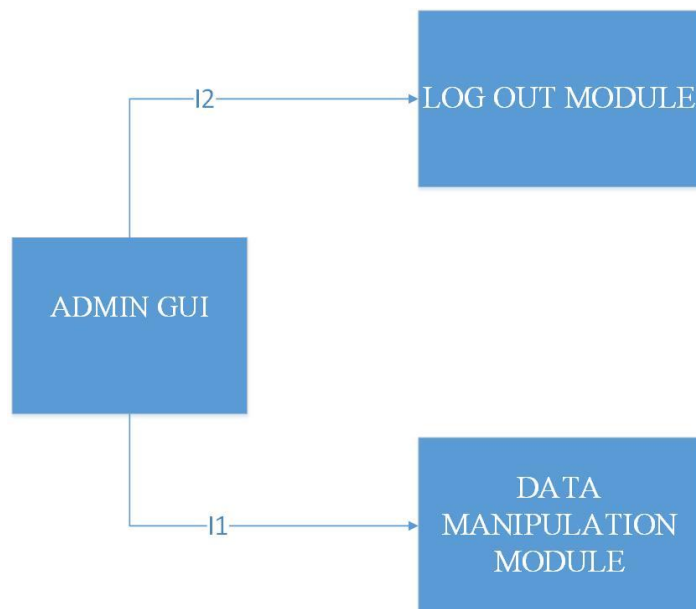 I2
LOG OUT MODULE
ADMIN GUI
I1
DATA
MANIPULATION
MODULE